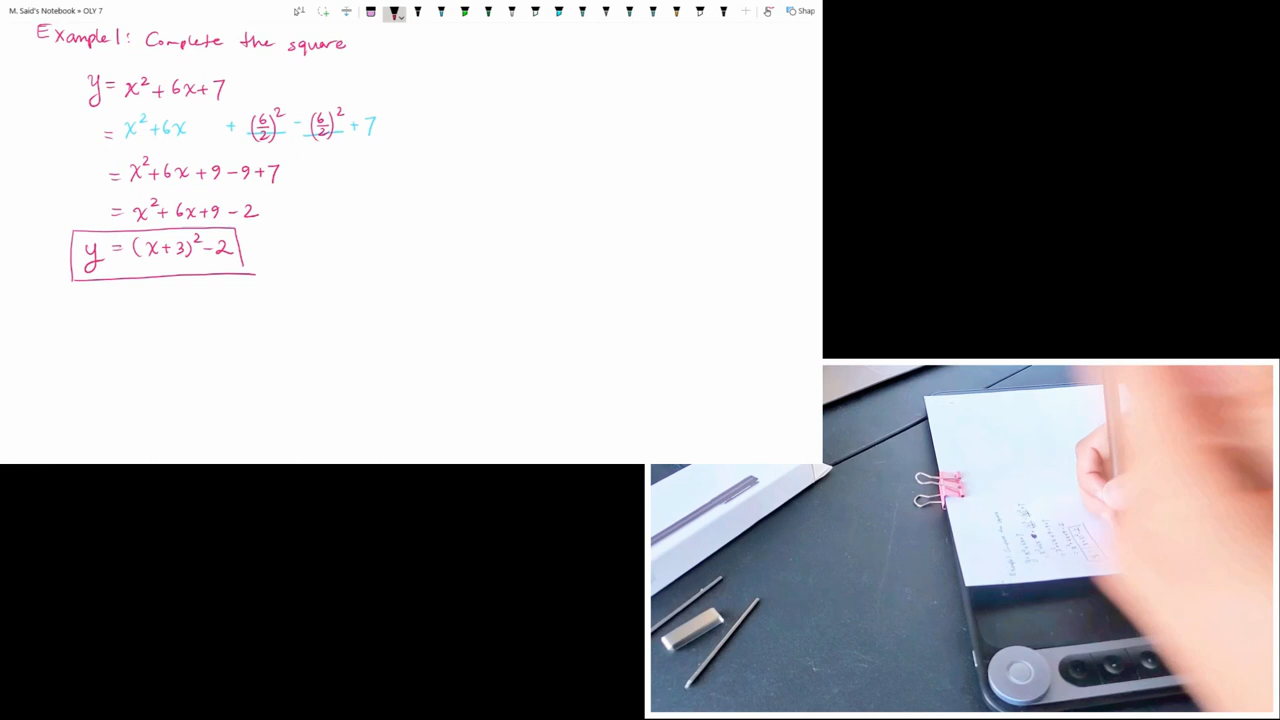 M. Said's Notebook » OLY 7
Shap
Example 1: Complete the square
y = x² + 6x + 7
= x² + 6x + (6/2)² - (6/2)² + 7
= x² + 6x + 9 - 9 + 7
= x² + 6x + 9 - 2
y = (x + 3)² - 2